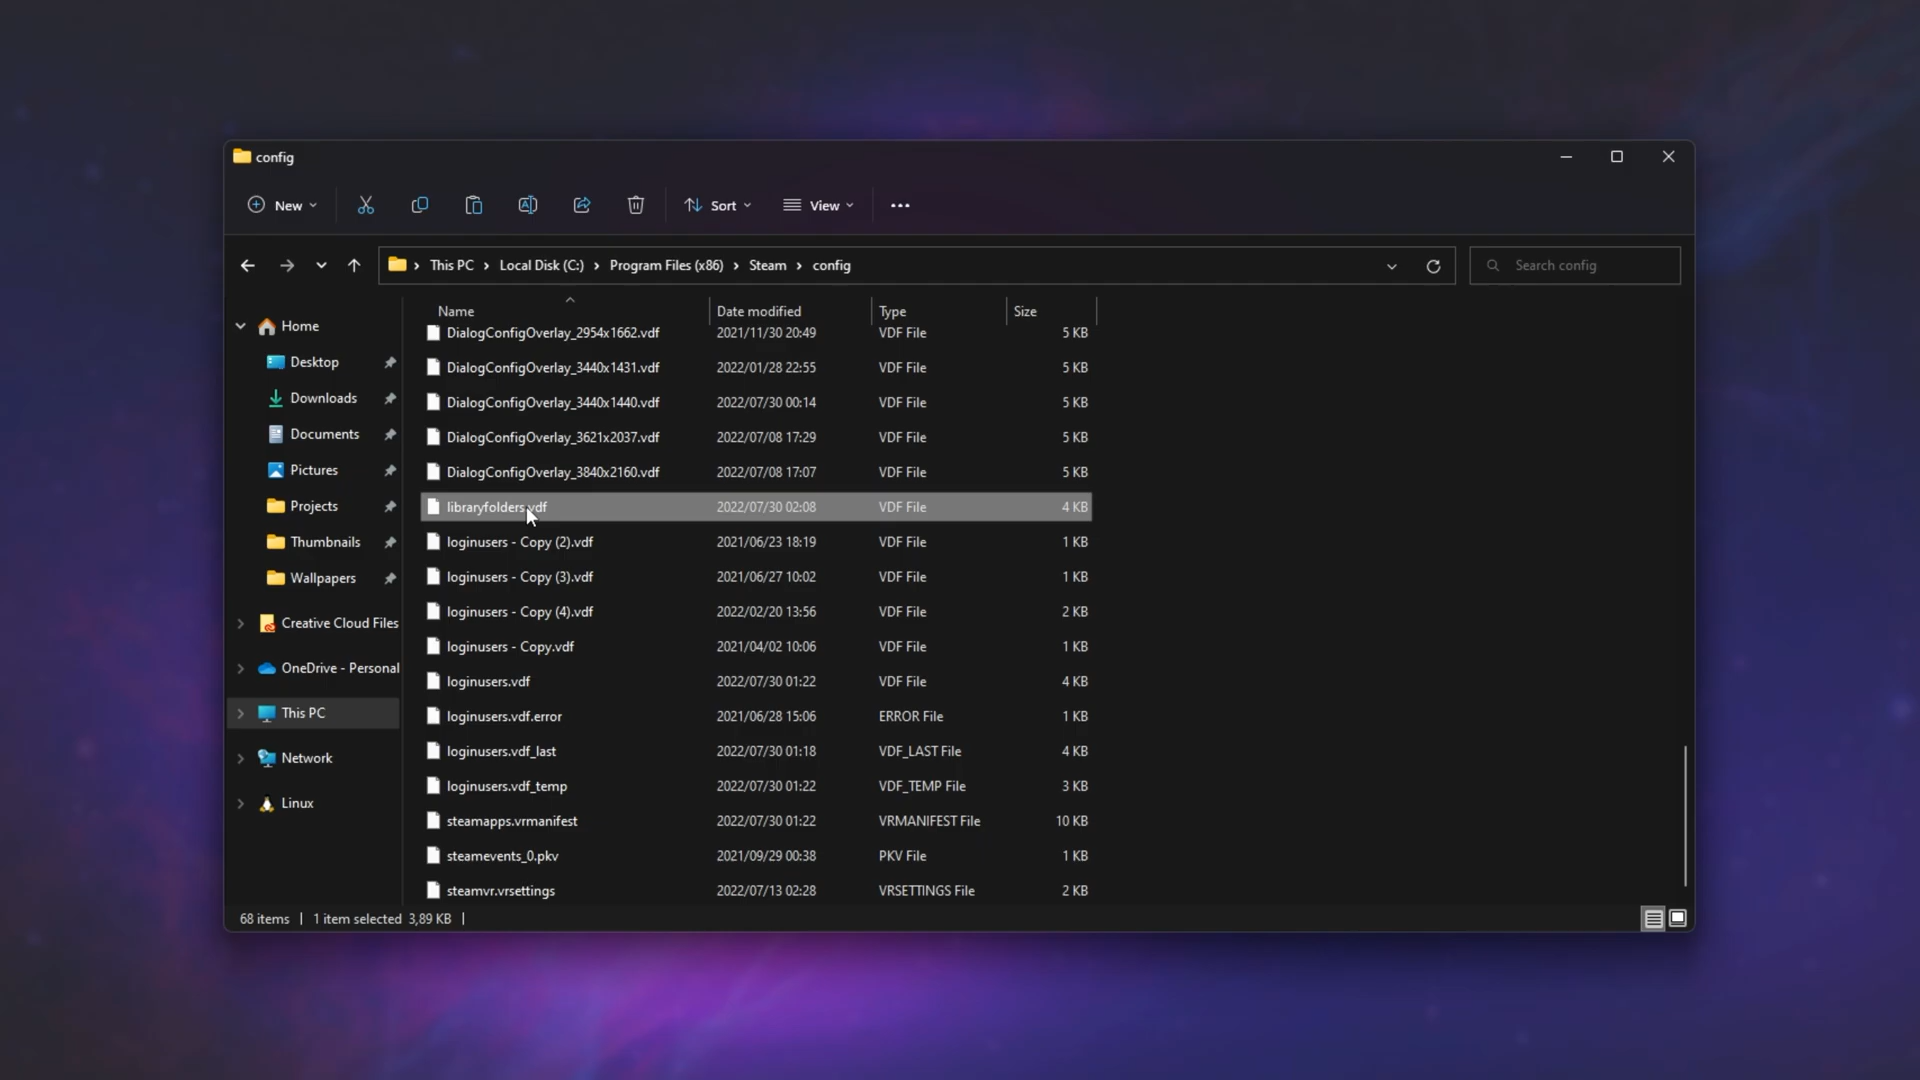 config
New
Sort
View
This PC
Local Disk (C:)
Program Files (x86)
Steam
config
Search config
Home
Desktop
Downloads
Documents
Pictures
Projects
Thumbnails
Wallpapers
Creative Cloud Files
OneDrive - Personal
This PC
Network
Linux
Name Date modified Type Size
DialogConfigOverlay_2954x1662.vdf 2021/11/30 20:49 VDF File 5 KB
DialogConfigOverlay_3440x1431.vdf 2022/01/28 22:55 VDF File 5 KB
DialogConfigOverlay_3440x1440.vdf 2022/07/30 00:14 VDF File 5 KB
DialogConfigOverlay_3621x2037.vdf 2022/07/08 17:29 VDF File 5 KB
DialogConfigOverlay_3840x2160.vdf 2022/07/08 17:07 VDF File 5 KB
libraryfolders.vdf 2022/07/30 02:08 VDF File 4 KB
loginusers - Copy (2).vdf 2021/06/23 18:19 VDF File 1 KB
loginusers - Copy (3).vdf 2021/06/27 10:02 VDF File 1 KB
loginusers - Copy (4).vdf 2022/02/20 13:56 VDF File 2 KB
loginusers - Copy.vdf 2021/04/02 10:06 VDF File 1 KB
loginusers.vdf 2022/07/30 01:22 VDF File 4 KB
loginusers.vdf.error 2021/06/28 15:06 ERROR File 1 KB
loginusers.vdf_last 2022/07/30 01:18 VDF_LAST File 4 KB
loginusers.vdf_temp 2022/07/30 01:22 VDF_TEMP File 3 KB
steamapps.vrmanifest 2022/07/30 01:22 VRMANIFEST File 10 KB
steamevents_0.pkv 2021/09/29 00:38 PKV File 1 KB
steamvr.vrsettings 2022/07/13 02:28 VRSETTINGS File 2 KB
68 items 1 item selected 3,89 KB